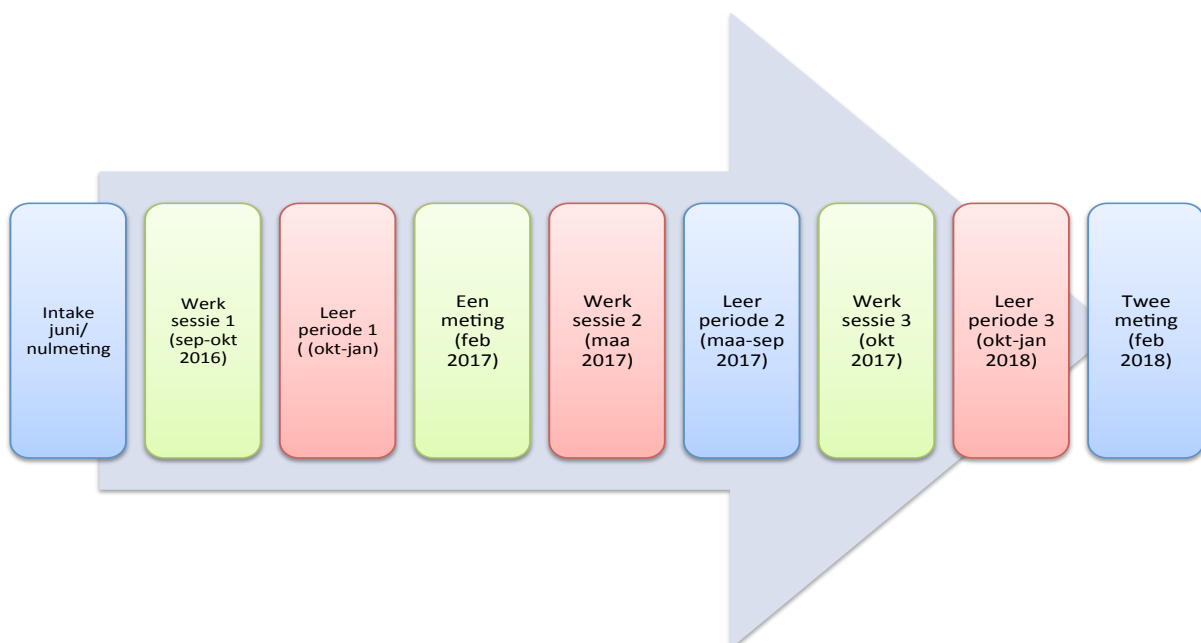 Intake
juni/
nulmeting
Werk
sessie 1
(sep-okt
2016)
Leer
periode 1
( (okt-jan)
Een
meting
(feb
2017)
Werk
sessie 2
(maa
2017)
Leer
periode 2
(maa-sep
2017)
Werk
sessie 3
(okt
2017)
Leer
periode 3
(okt-jan
2018)
Twee
meting
(feb
2018)